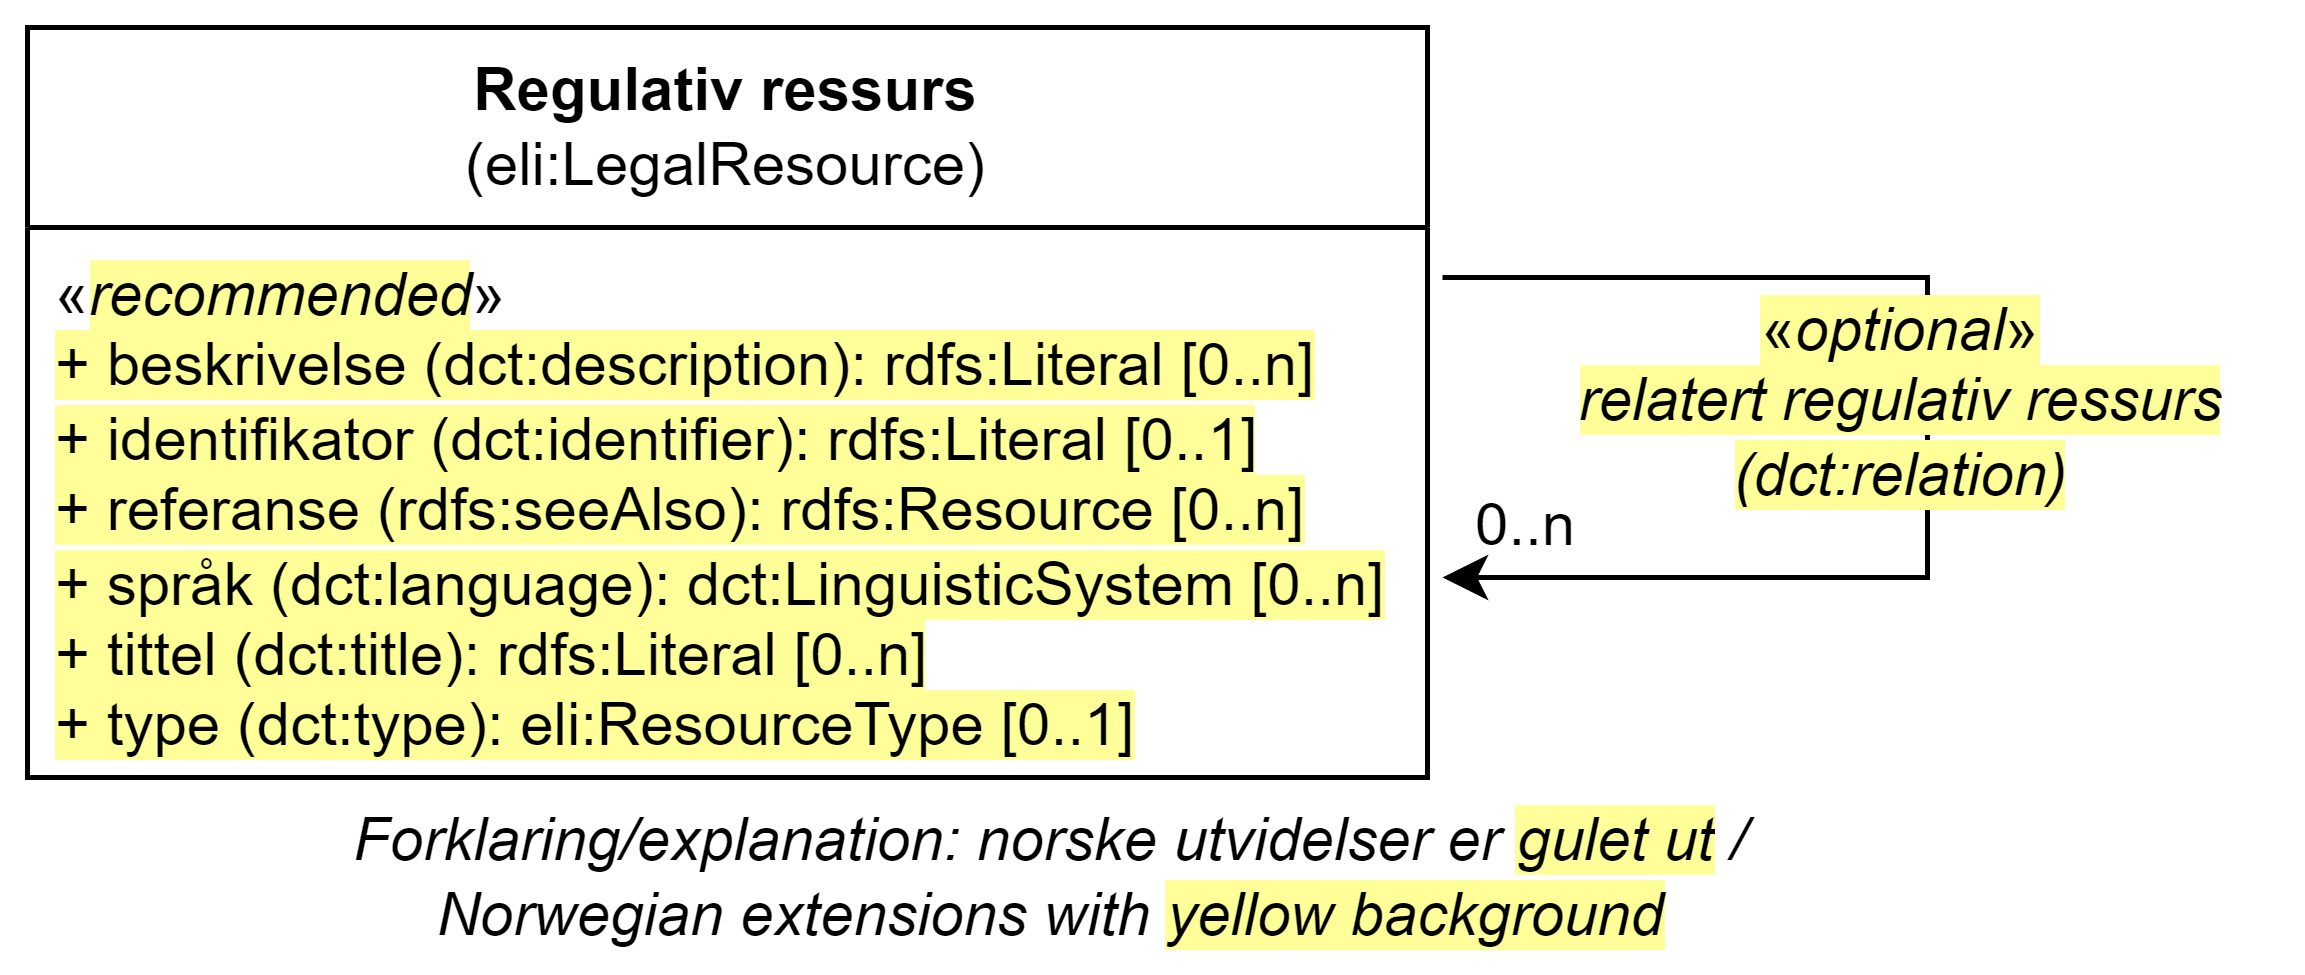 Regulativ ressurs
(eli:LegalResource)
«recommended»
+ beskrivelse (dct:description): rdfs:Literal [0..n]
+ identifikator (dct:identifier): rdfs:Literal [0..1]
+ referanse (rdfs:seeAlso): rdfs:Resource [0..n]
+ språk (dct:language): dct:LinguisticSystem [0..n]
+ tittel (dct:title): rdfs:Literal [0..n]
+ type (dct:type): eli:ResourceType [0..1]
«optional»
relatert regulativ ressurs
(dct:relation)
0..n
Forklaring/explanation: norske utvidelser er gulet ut /
Norwegian extensions with yellow background